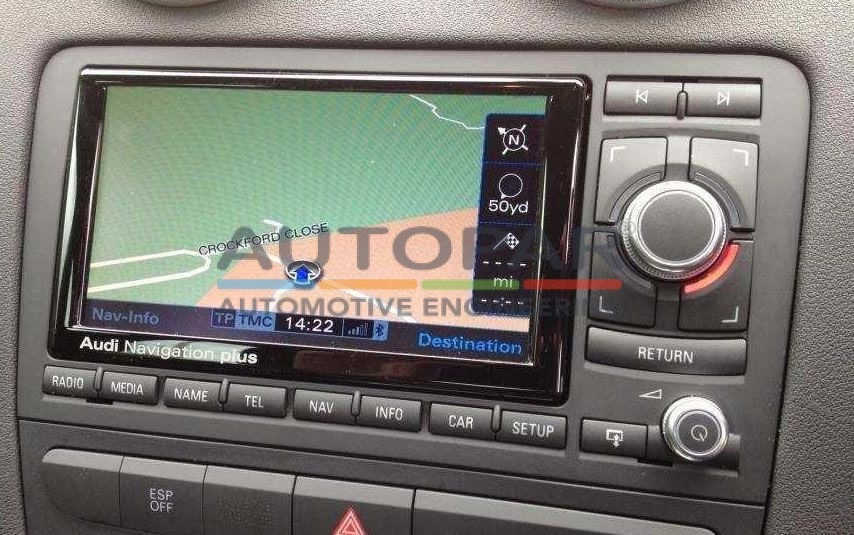 N
50yd
CROCKFORD CLOSE
mi
Nav-Info
TP TMC 14:22
Destination
Audi Navigation plus
RETURN
RADIO
MEDIA
NAME
TEL
NAV
INFO
CAR
SETUP
ESP
OFF
AUTOPAR
AUTOMOTIVE ENGINEERI